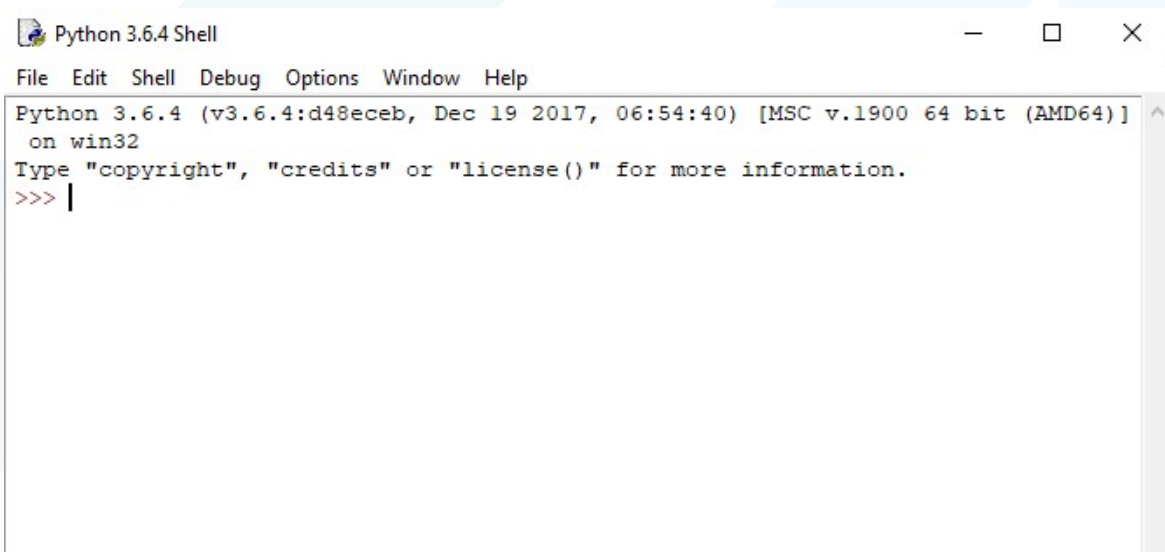 Python 3.6.4 Shell
File Edit Shell Debug Options Window Help
Python 3.6.4 (v3.6.4:d48eceb, Dec 19 2017, 06:54:40) [MSC v.1900 64 bit (AMD64)]
on win32
Type "copyright", "credits" or "license()" for more information.
>>>